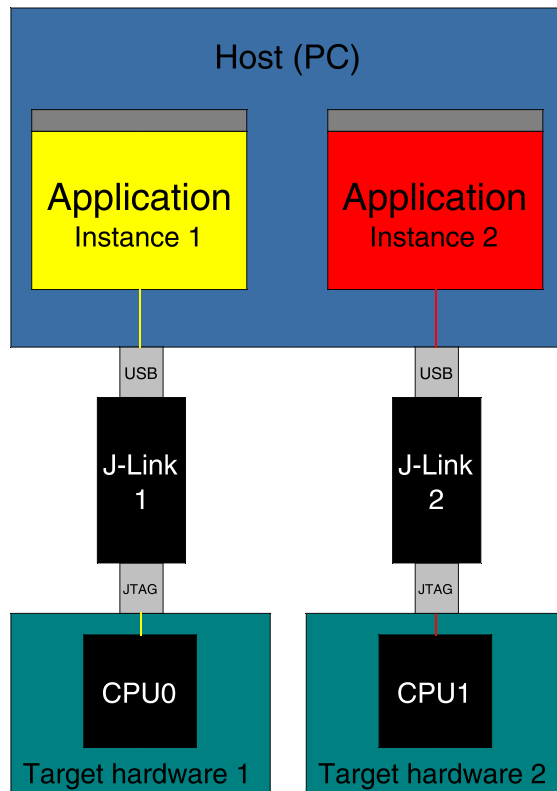 Host (PC)
Application
Instance 1
Application
Instance 2
USB
USB
J-Link
1
J-Link
2
JTAG
JTAG
CPU0
CPU1
Target hardware 1
Target hardware 2